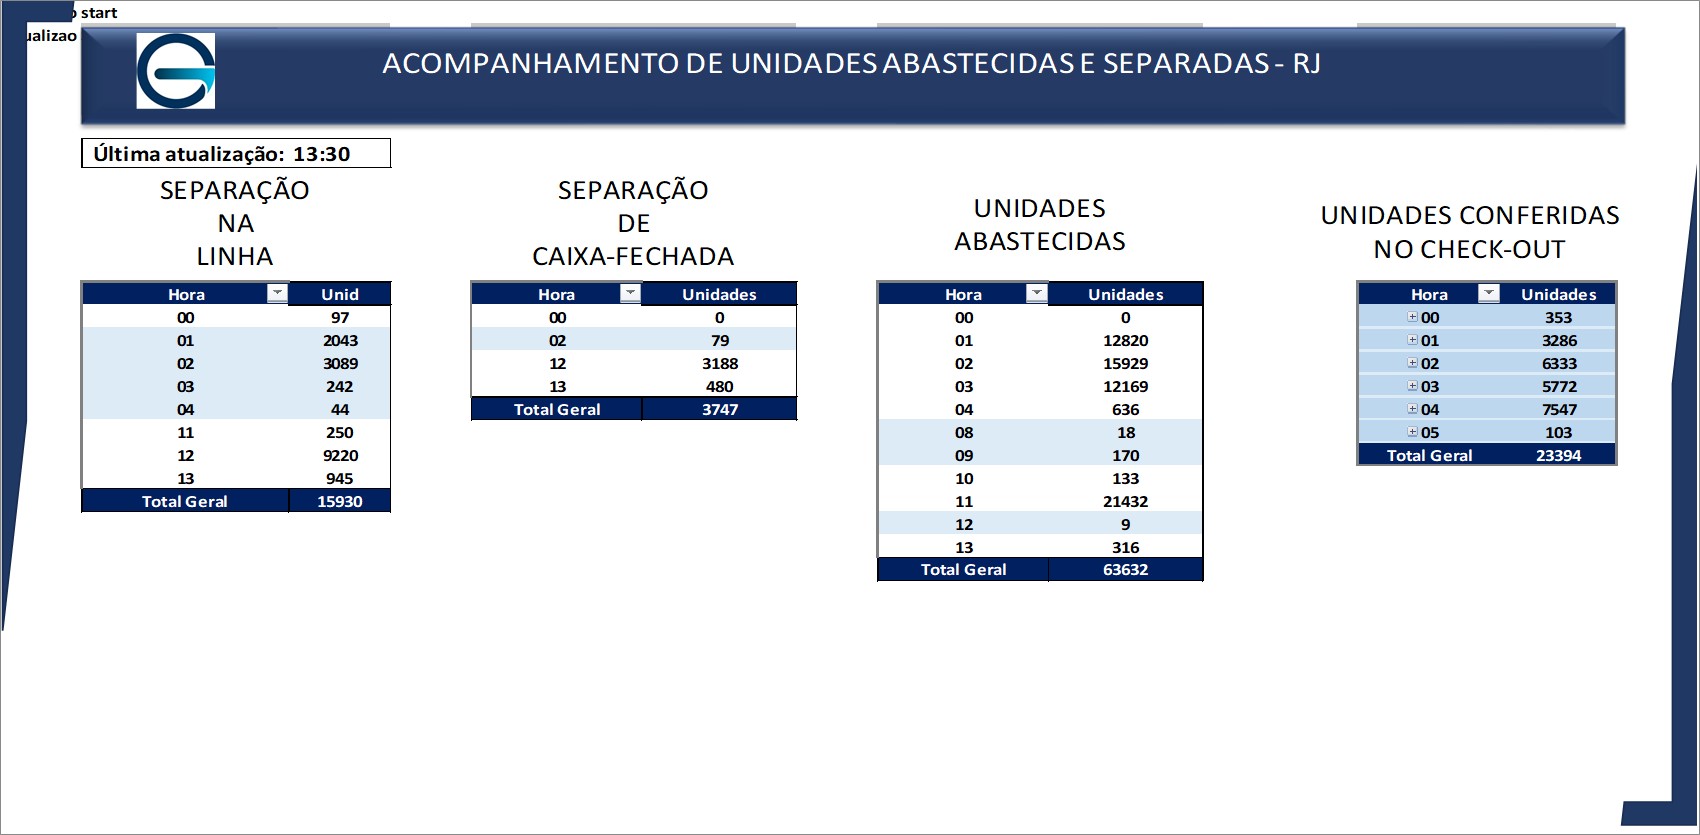 start
ACOMPANHAMENTO DE UNIDADES ABASTECIDAS E SEPARADAS - RJ
Última atualização: 13:30
SEPARAÇÃO
NA
LINHA
Hora Unid
00 97
01 2043
02 3089
03 242
04 44
11 250
12 9220
13 945
Total Geral 15930
SEPARAÇÃO
DE
CAIXA-FECHADA
Hora Unidades
00 0
02 79
12 3188
13 480
Total Geral 3747
UNIDADES
ABASTECIDAS
Hora Unidades
00 0
01 12820
02 15929
03 12169
04 636
08 18
09 170
10 133
11 21432
12 9
13 316
Total Geral 63632
UNIDADES CONFERIDAS
NO CHECK-OUT
Hora Unidades
00 353
01 3286
02 6333
03 5772
04 7547
05 103
Total Geral 23394